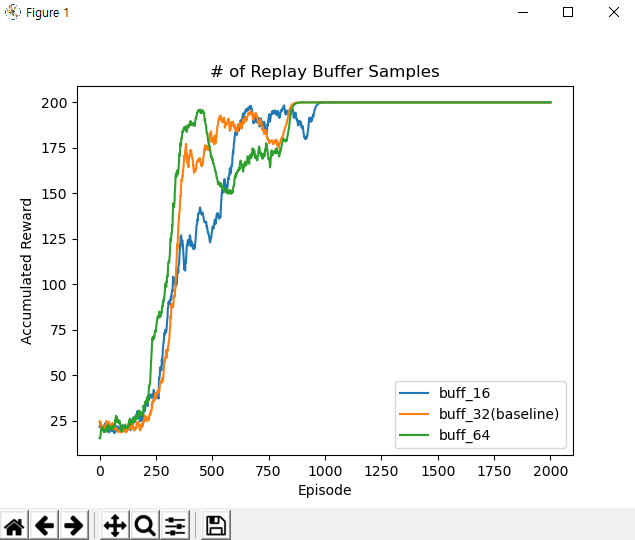 Figure 1
# of Replay Buffer Samples
Accumulated Reward
200
175
150
125
100
75
50
25
buff_16
buff_32(baseline)
buff_64
0 250 500 750 1000 1250 1500 1750 2000
Episode